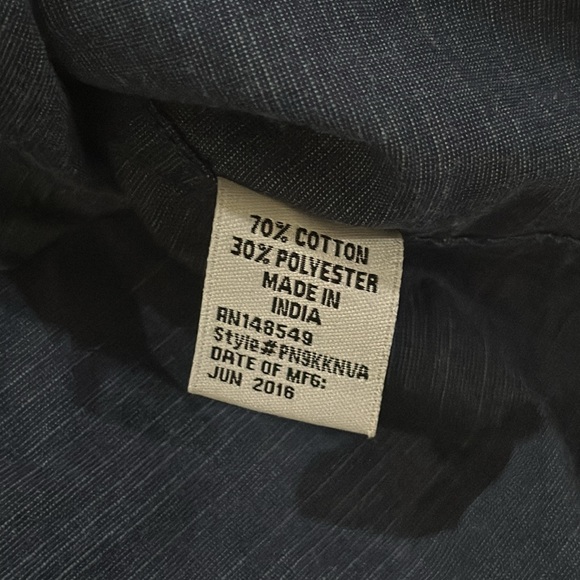 70% COTTON
30% POLYESTER
MADE IN
INDIA
RN148549
Style#PN9KKNVA
DATE OF MFG:
JUN 2016